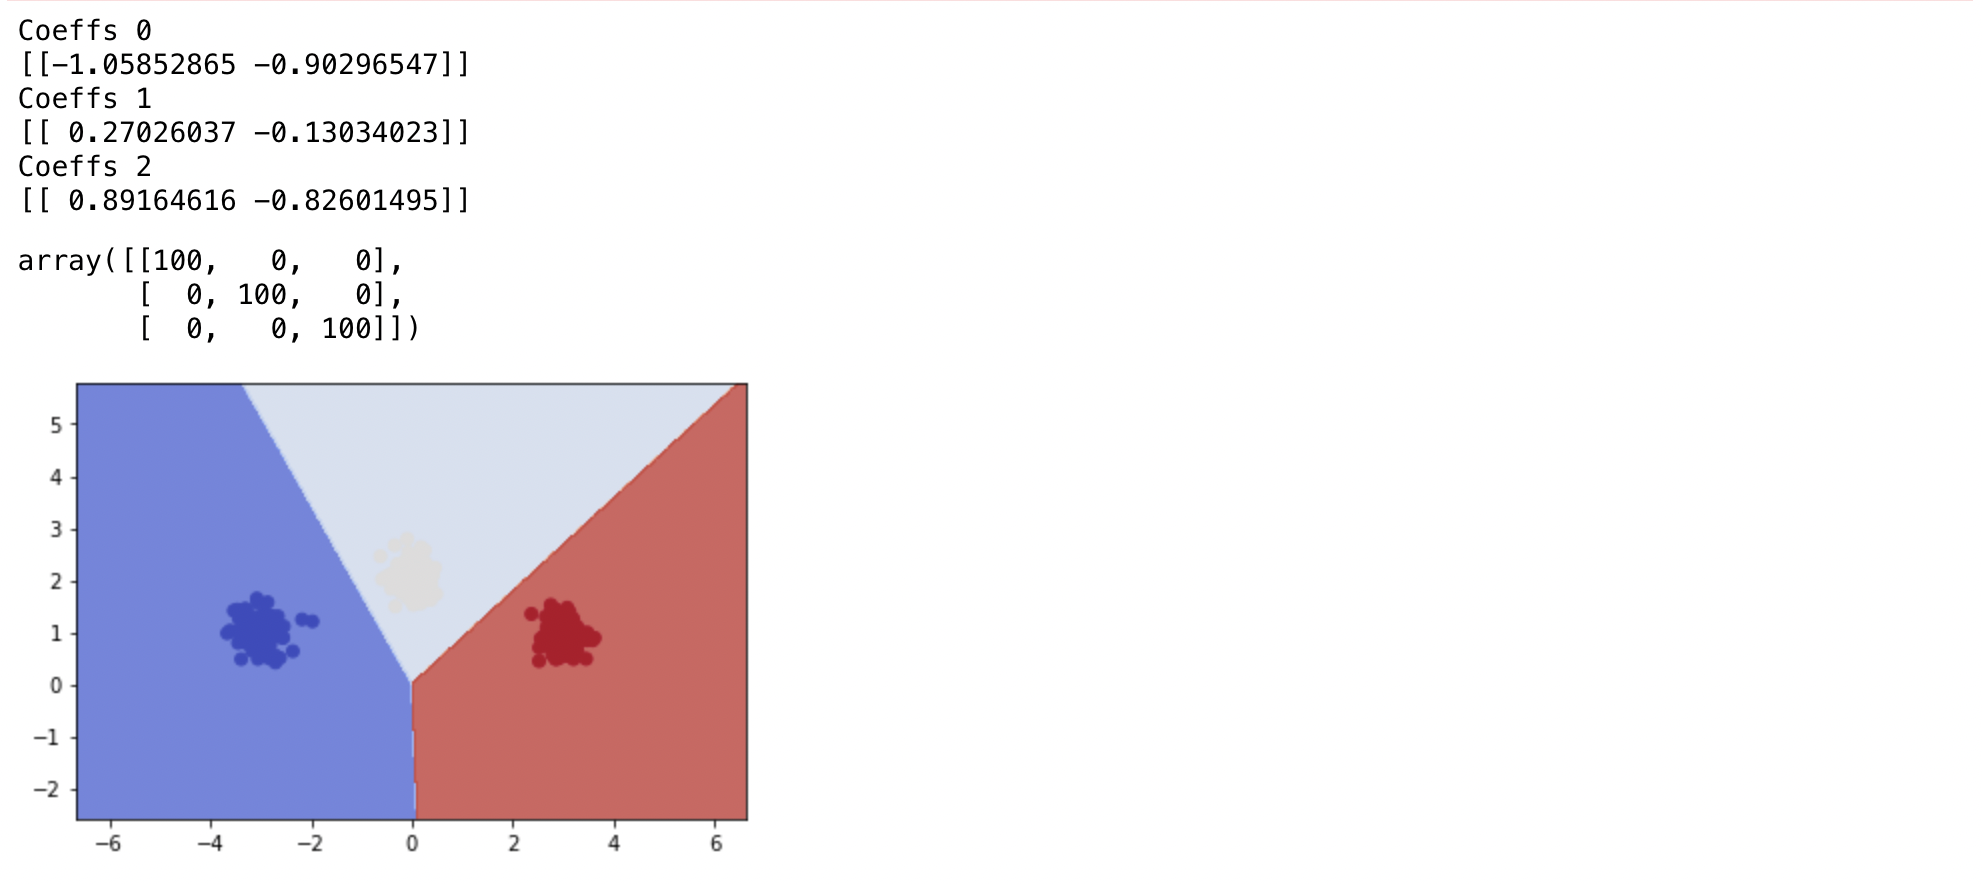 Coeffs 0
[[-1.05852865 -0.90296547]]
Coeffs 1
[[ 0.27026037 -0.13034023]]
Coeffs 2
[[ 0.89164616 -0.82601495]]
array([[100,   0,   0],
       [  0, 100,   0],
       [  0,   0, 100]])
5
4
3
2
1
0
−1
−2
−6 −4 −2 0 2 4 6